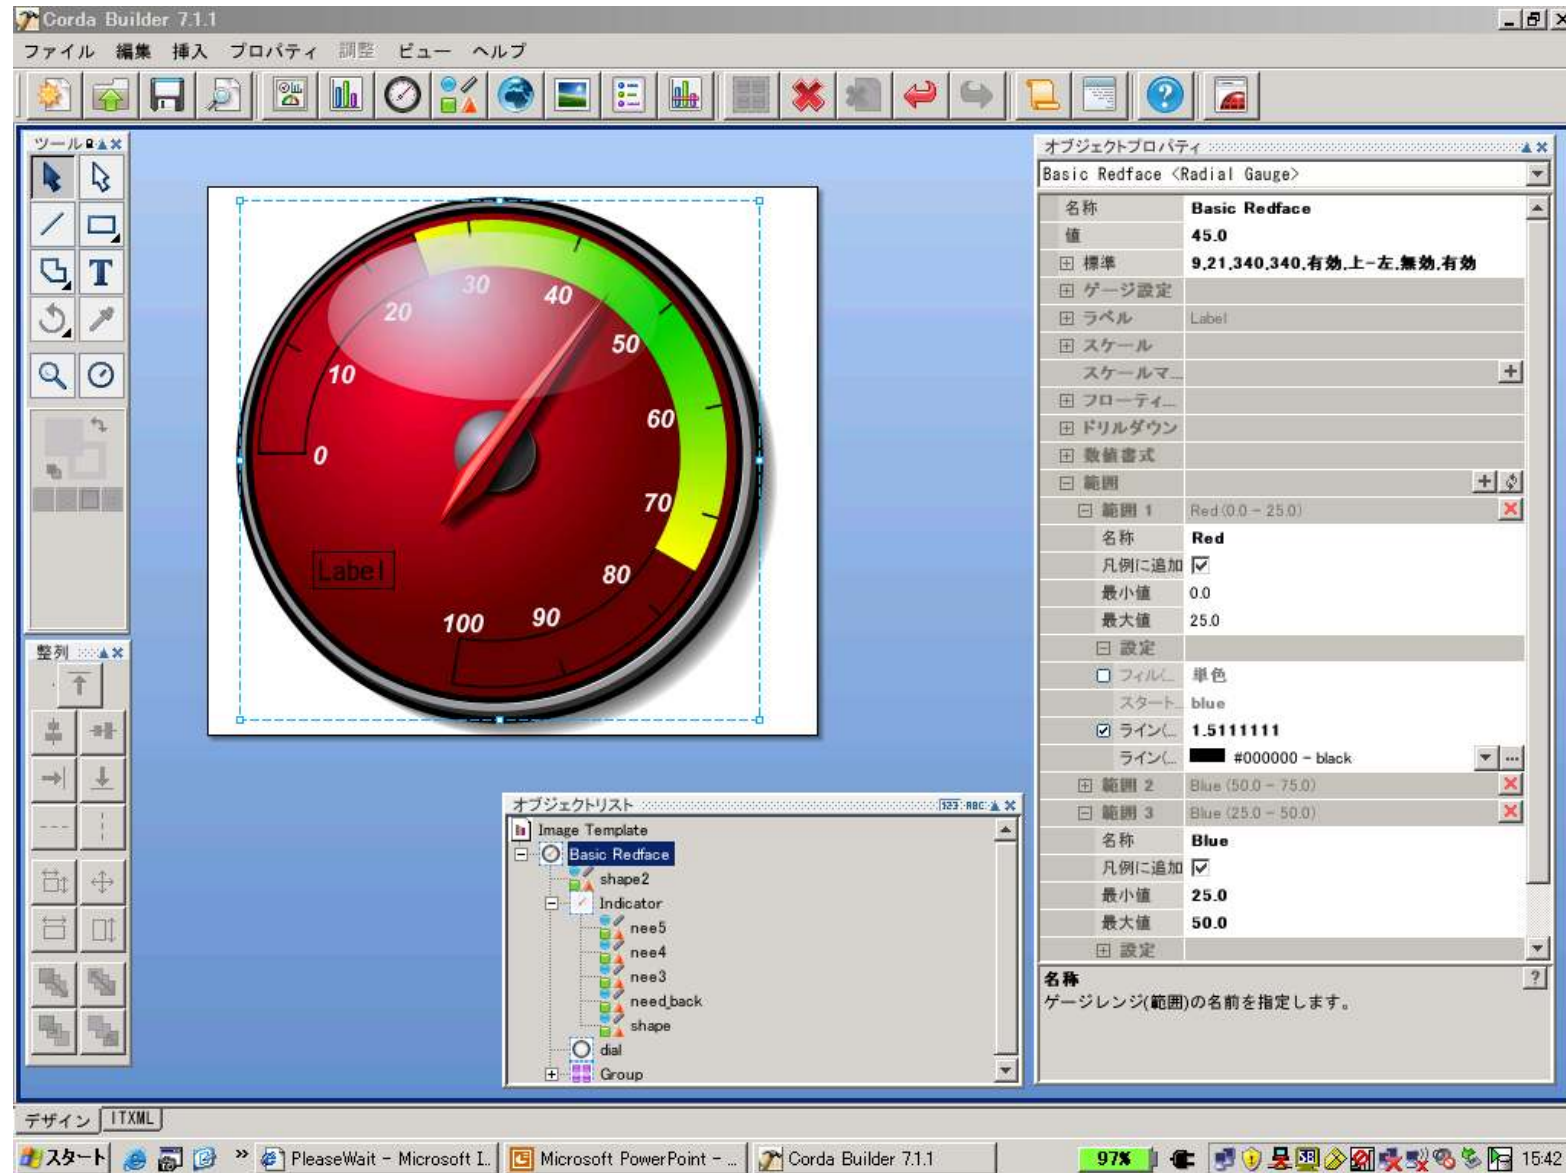 Corda Builder 7.1.1
ファイル 編集 挿入 プロパティ 調整 ビュー ヘルプ
ツール
オブジェクトプロパティ
Basic Redface <Radial Gauge>
名称 Basic Redface
値 45.0
標準 9,21,340,340,有効,上-左,無効,有効
ゲージ設定
ラベル Label
スケール
スケールマ...
フローティ...
ドリルダウン
数値書式
範囲
範囲 1 Red (0.0 - 25.0)
名称 Red
凡例に追加
最小値 0.0
最大値 25.0
設定
フィル(... 単色
スタート... blue
ライン(... 1.5111111
ライン(... #000000 - black
範囲 2 Blue (50.0 - 75.0)
範囲 3 Blue (25.0 - 50.0)
名称 Blue
凡例に追加
最小値 25.0
最大値 50.0
設定
名称
ゲージレンジ(範囲)の名前を指定します。
0
10
20
30
40
50
60
70
80
90
100
Label
整列
オブジェクトリスト 123 ABC
Image Template
Basic Redface
shape2
Indicator
nee5
nee4
nee3
need_back
shape
dial
Group
デザイン ITXML
スタート » PleaseWait - Microsoft I... Microsoft PowerPoint - ... Corda Builder 7.1.1 97% 15:42